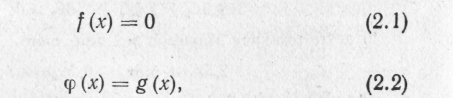 f (x) = 0 (2.1)
φ (x) = g (x), (2.2)